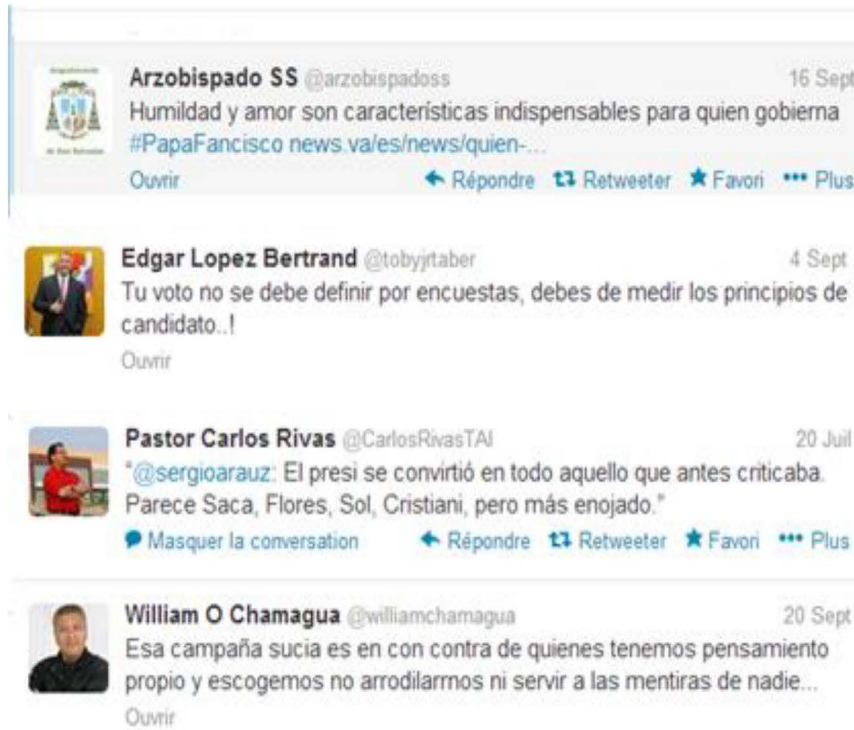 Arzobispado SS @arzobispadoss 16 Sept
Humildad y amor son características indispensables para quien gobierna
#PapaFancisco news.va/es/news/quien-...
Ouvrir Répondre Retweeter Favori Plus
Edgar Lopez Bertrand @tobyjrtaber 4 Sept
Tu voto no se debe definir por encuestas, debes de medir los principios de
candidato..!
Ouvrir
Pastor Carlos Rivas @CarlosRivasTAI 20 Juil
"@sergioarauz: El presi se convirtió en todo aquello que antes criticaba.
Parece Saca, Flores, Sol, Cristiani, pero más enojado."
Masquer la conversation Répondre Retweeter Favori Plus
William O Chamagua @williamchamagua 20 Sept
Esa campaña sucia es en con contra de quienes tenemos pensamiento
propio y escogemos no arrodilarmos ni servir a las mentiras de nadie...
Ouvrir